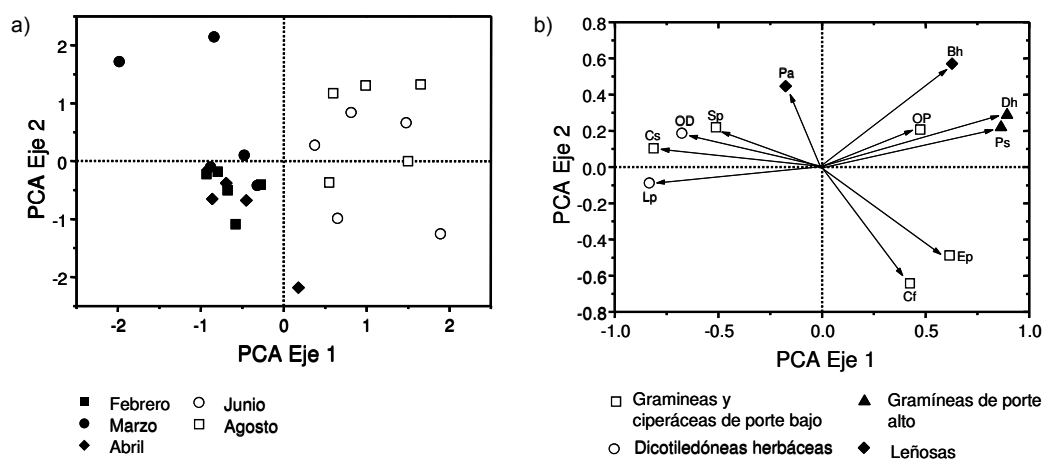 a)
2
1
0
-1
-2
PCA Eje 2
-2
-1
0
1
2
PCA Eje 1
Febrero
Marzo
Abril
Junio
Agosto
b)
0.8
0.6
0.4
0.2
0.0
-0.2
-0.4
-0.6
-0.8
PCA Eje 2
Bh
Pa
Dh
OP
Ps
Sp
OD
Cs
Lp
Ep
Cf
-1.0
-0.5
0.0
0.5
1.0
PCA Eje 1
Gramineas y
ciperáceas de porte bajo
Dicotiledóneas herbáceas
Gramíneas de porte
alto
Leñosas